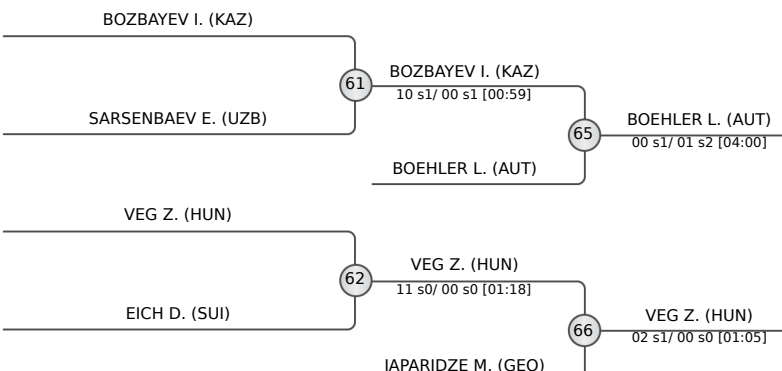 BOZBAYEV I. (KAZ)
61
BOZBAYEV I. (KAZ)
10 s1/ 00 s1 [00:59]
SARSENBAEV E. (UZB)
65
BOEHLER L. (AUT)
00 s1/ 01 s2 [04:00]
BOEHLER L. (AUT)
VEG Z. (HUN)
62
VEG Z. (HUN)
11 s0/ 00 s0 [01:18]
EICH D. (SUI)
66
VEG Z. (HUN)
02 s1/ 00 s0 [01:05]
JAPARIDZE M. (GEO)